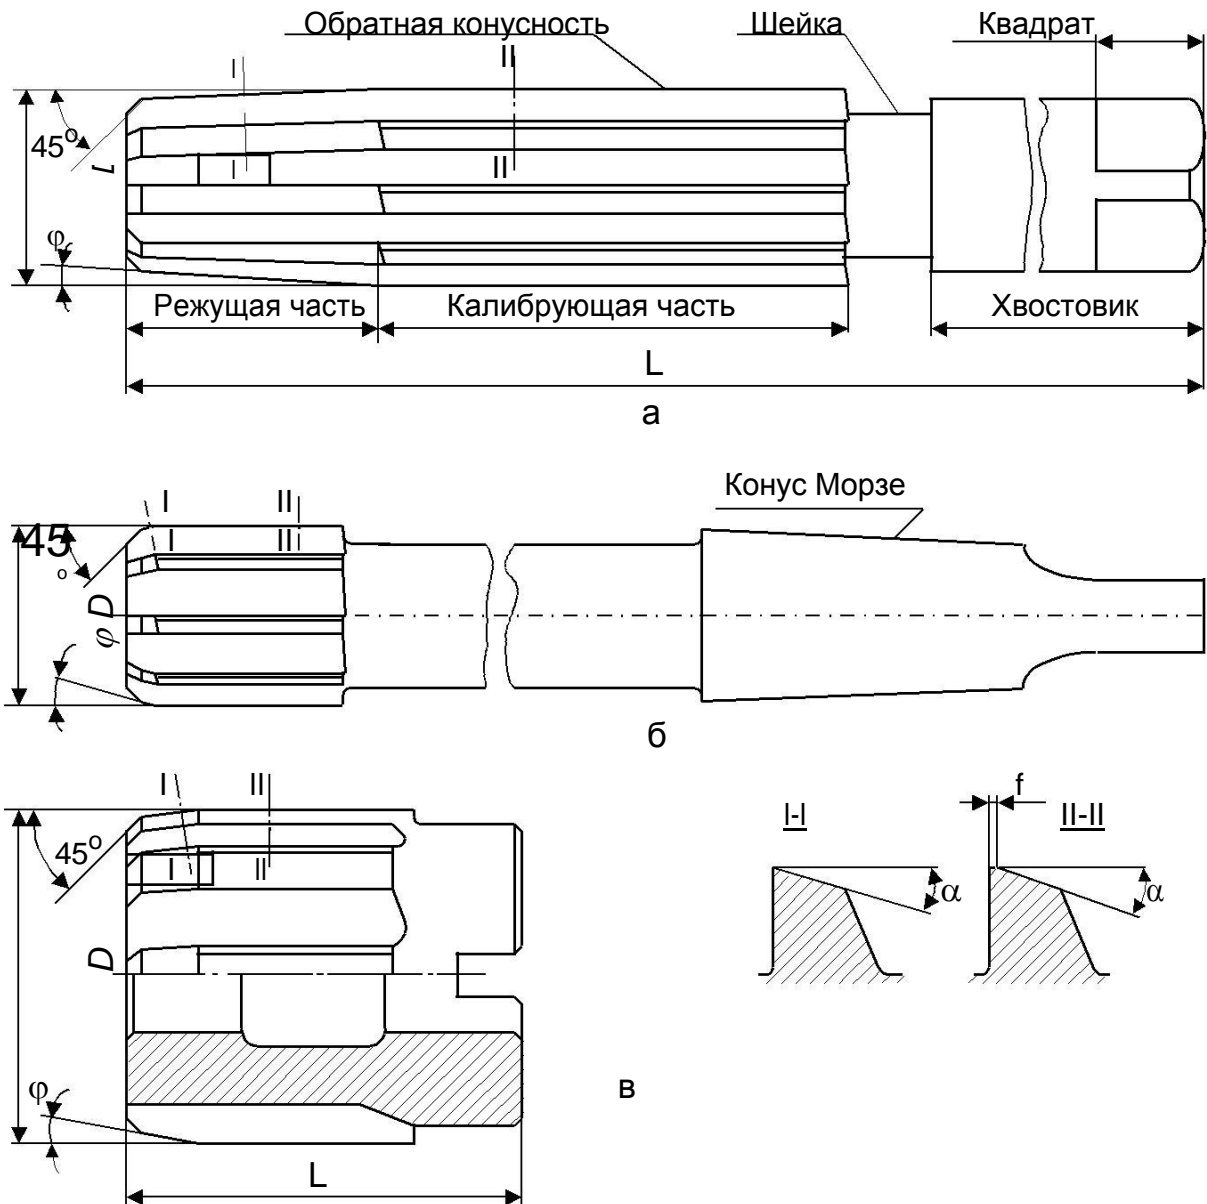 Обратная конусность Шейка Квадрат
I II
45°
L
I II
φ
Режущая часть Калибрующая часть Хвостовик
L
а
Конус Морзе
I II
45° I II
φ D
φ
б
I II
f
I-I II-II
45° I II
α α
D
φ
в
L